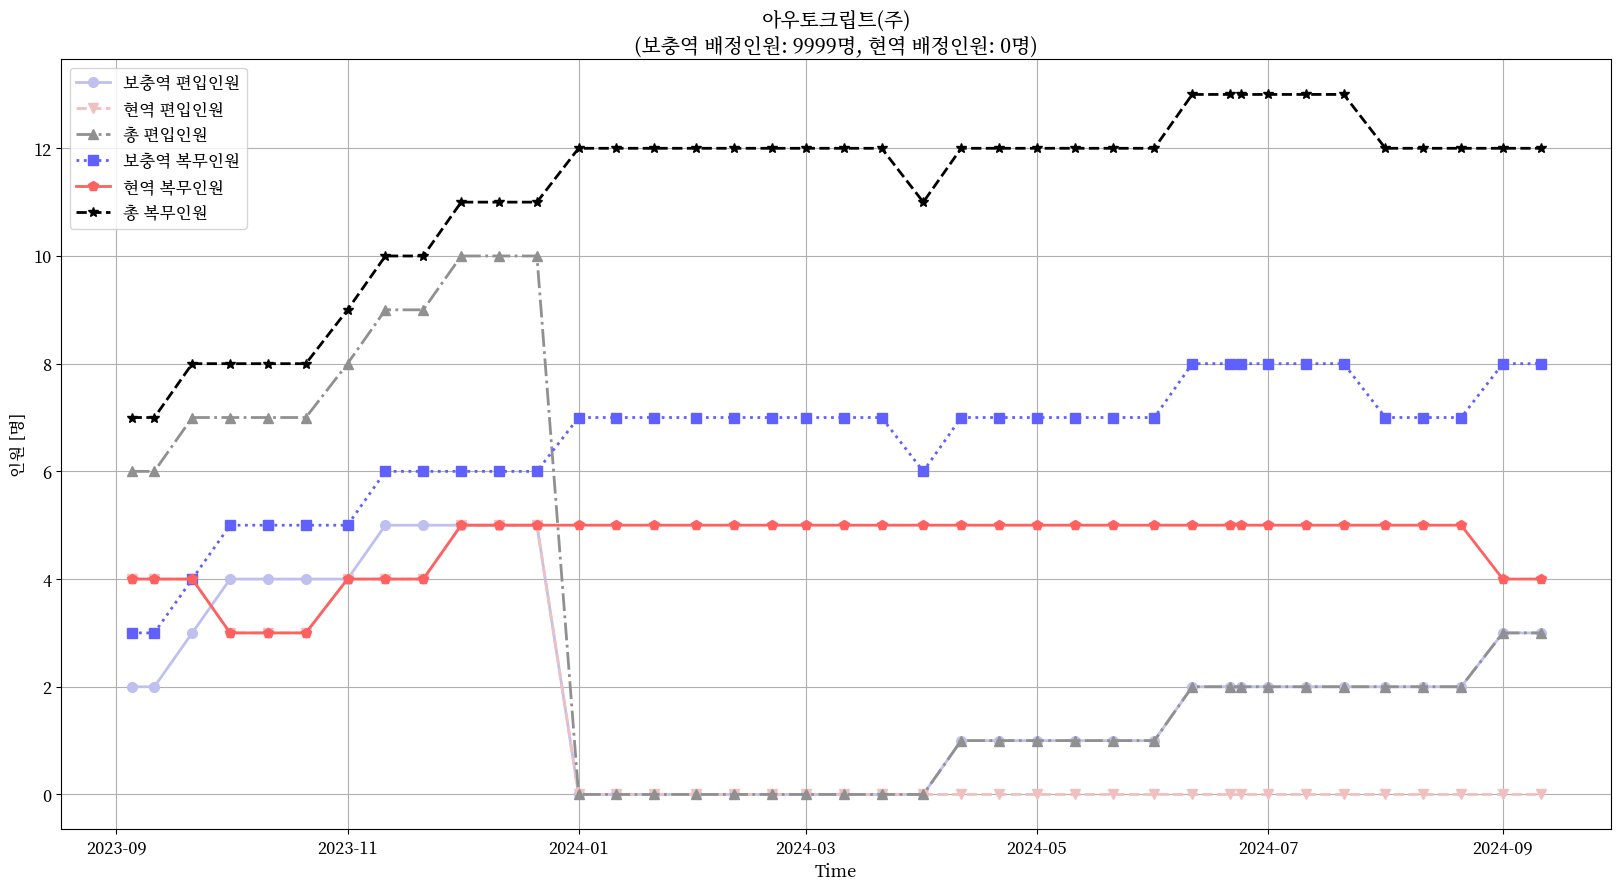 아우토크립트(주)
(보충역 배정인원: 9999명, 현역 배정인원: 0명)
보충역 편입인원
현역 편입인원
총 편입인원
보충역 복무인원
현역 복무인원
총 복무인원
12
10
8
6
4
2
0
인원 [명]
2023-09
2023-11
2024-01
2024-03
2024-05
2024-07
2024-09
Time